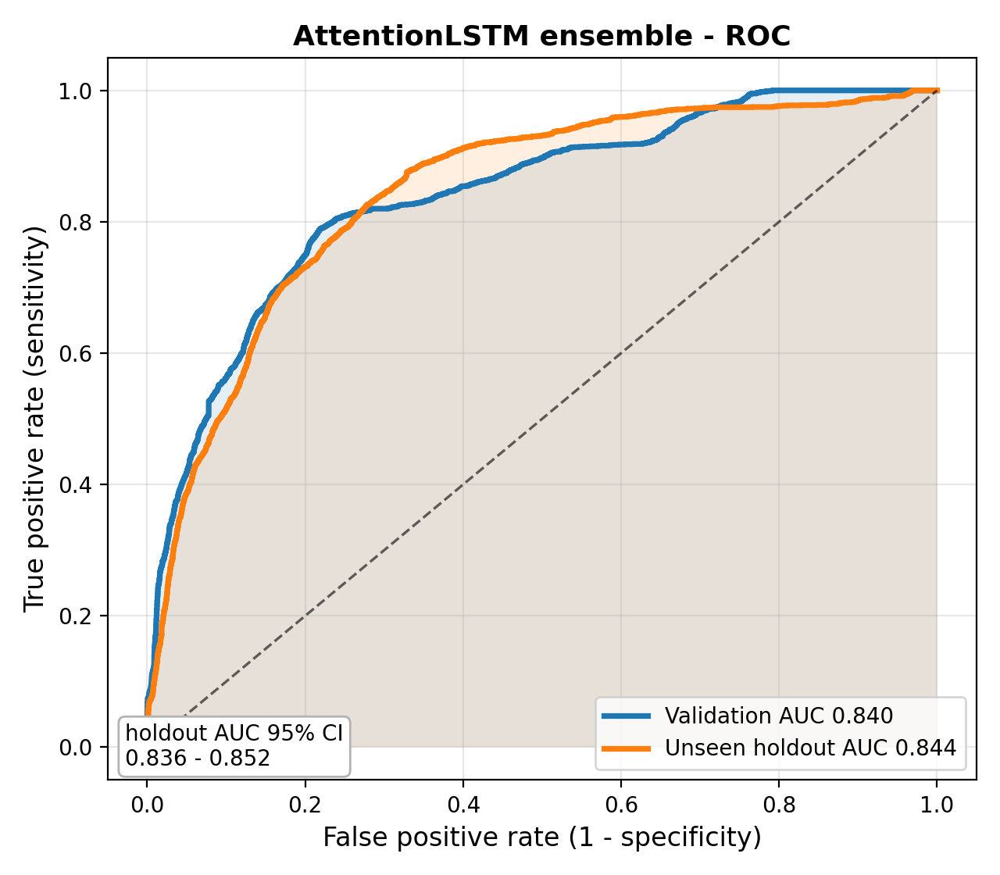 AttentionLSTM ensemble - ROC
True positive rate (sensitivity)
1.0
0.8
0.6
0.4
0.2
0.0
holdout AUC 95% CI
0.836 - 0.852
Validation AUC 0.840
Unseen holdout AUC 0.844
0.0 0.2 0.4 0.6 0.8 1.0
False positive rate (1 - specificity)